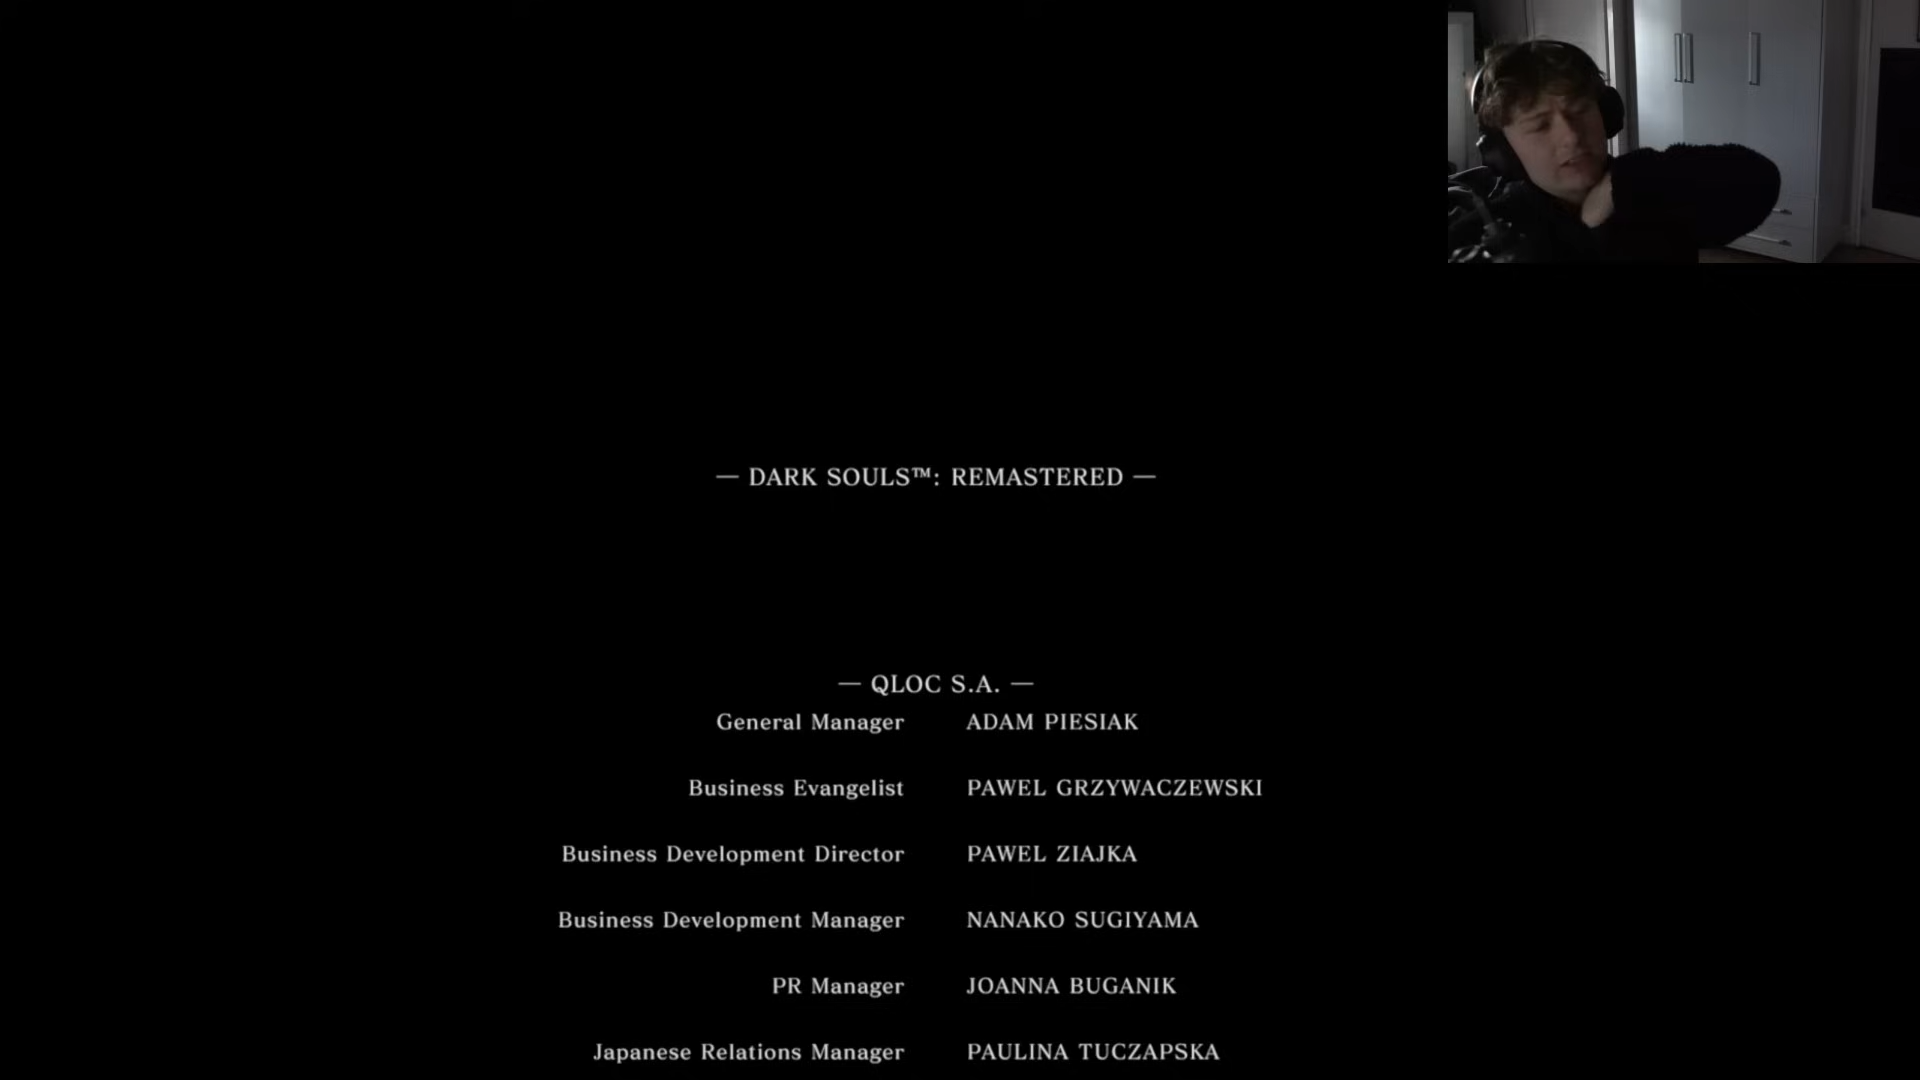 — DARK SOULS™: REMASTERED —
— QLOC S.A. —
General Manager ADAM PIESIAK
Business Evangelist PAWEL GRZYWACZEWSKI
Business Development Director PAWEL ZIAJKA
Business Development Manager NANAKO SUGIYAMA
PR Manager JOANNA BUGANIK
Japanese Relations Manager PAULINA TUCZAPSKA